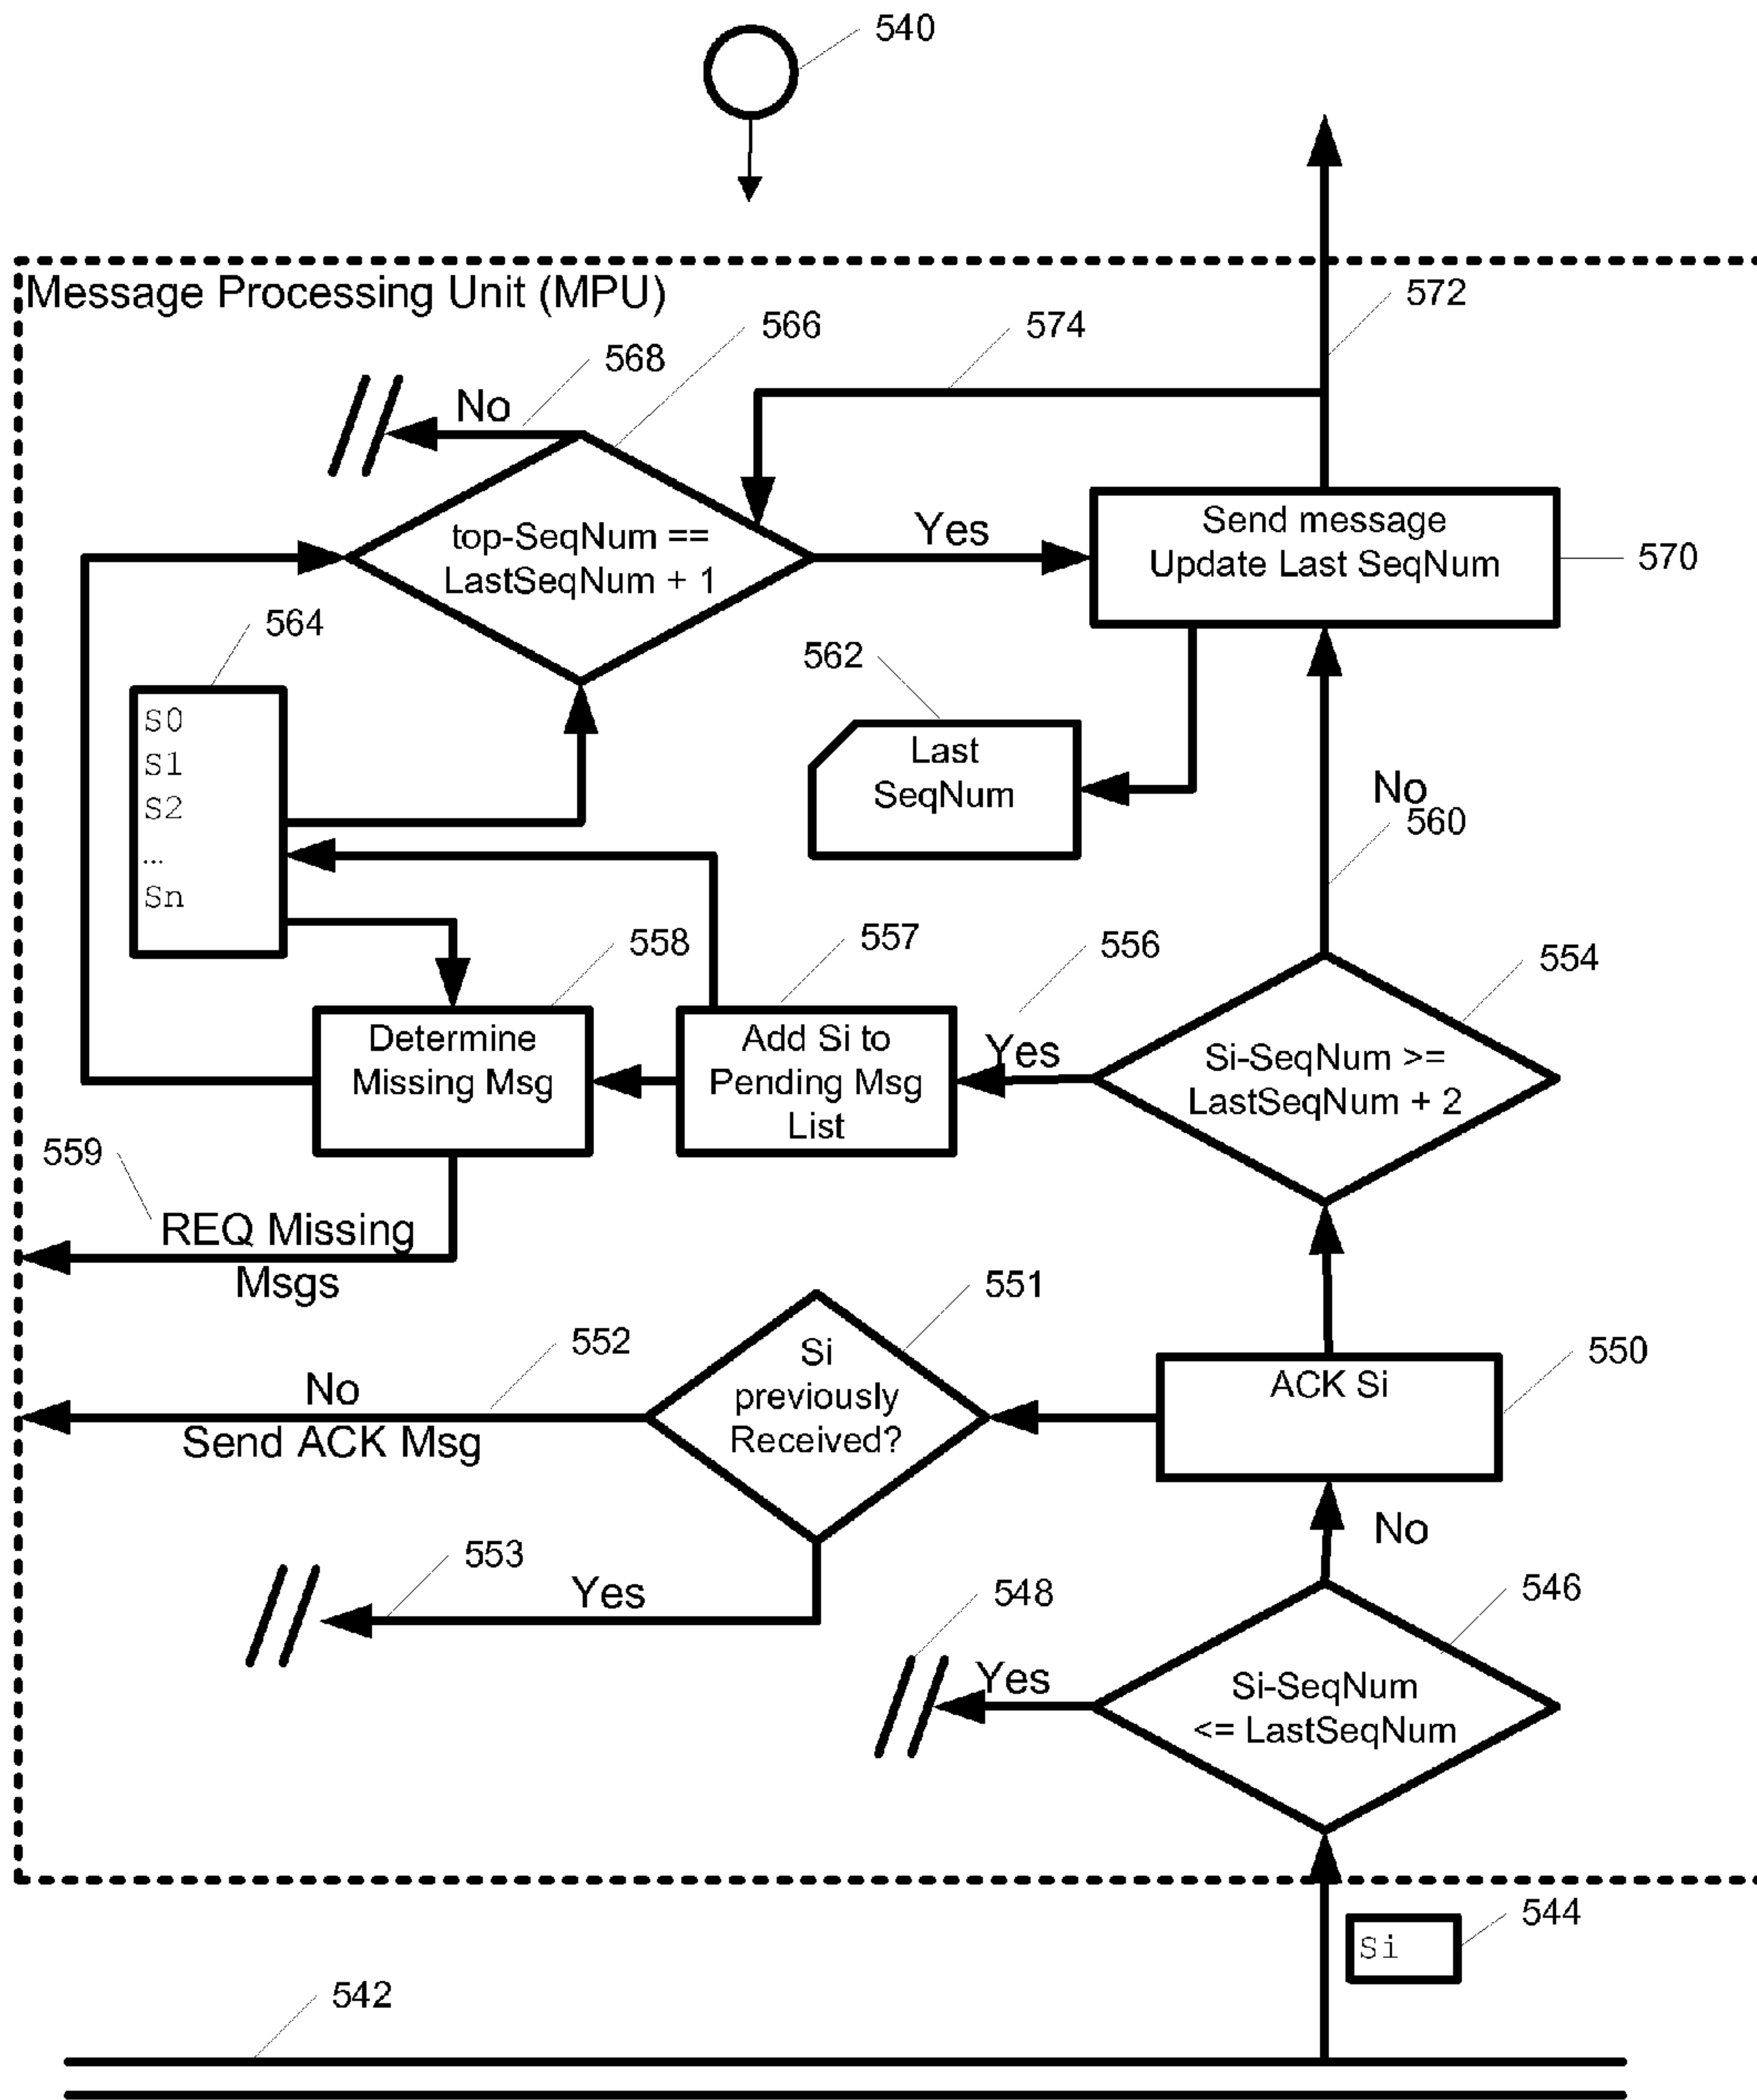 540
Message Processing Unit (MPU)
572
566
574
568
No
top-SeqNum ==
LastSeqNum + 1
Yes
Send message
Update Last SeqNum
570
564
562
S0
S1
S2
...
Sn
Last
SeqNum
No
560
558
557
556
554
Determine
Missing Msg
Add Si to
Pending Msg
List
Yes
Si-SeqNum >=
LastSeqNum + 2
559
REQ Missing
Msgs
551
552
Si
previously
Received?
550
ACK Si
No
Send ACK Msg
No
553
Yes
548
546
Yes
Si-SeqNum
<= LastSeqNum
544
Si
542